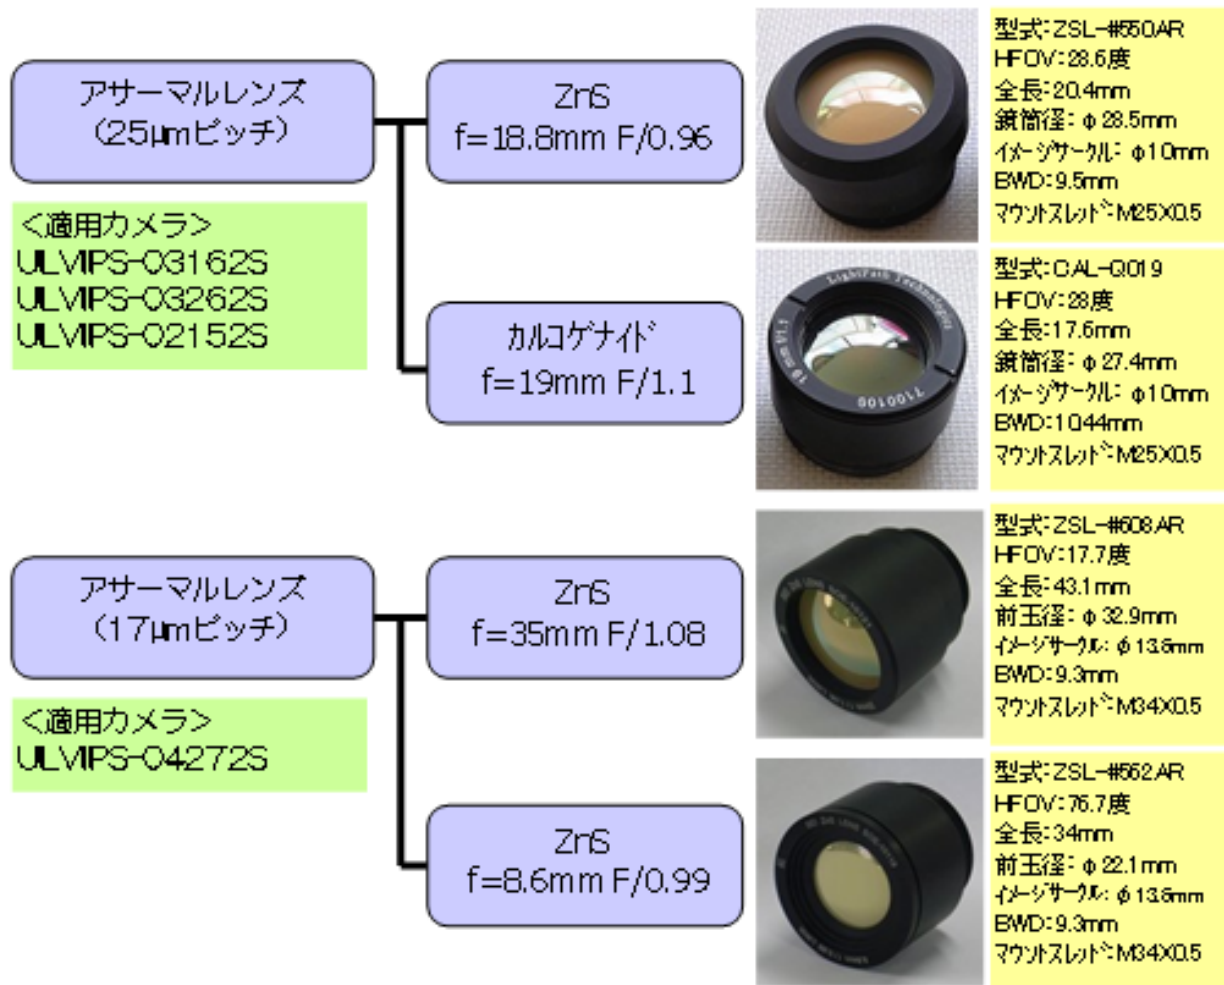 アサーマルレンズ
(25μmピッチ)
<適用カメラ>
ULVIPS-03162S
ULVIPS-03262S
ULVIPS-02152S
ZnS
f=18.8mm F/0.96
型式:ZSL-#550AR
HFOV:28.6度
全長:20.4mm
鏡筒径:φ28.5mm
イメージサークル:φ10mm
BWD:9.5mm
マウントスレッド:M25X0.5
カルコゲナイド
f=19mm F/1.1
LightPath Technologies
19 mm f/1.1
7100106
型式:CAL-Q019
HFOV:28度
全長:17.6mm
鏡筒径:φ27.4mm
イメージサークル:φ10mm
BWD:10.44mm
マウントスレッド:M25X0.5
アサーマルレンズ
(17μmピッチ)
<適用カメラ>
ULVIPS-04272S
ZnS
f=35mm F/1.08
型式:ZSL-#608AR
HFOV:17.7度
全長:43.1mm
前玉径:φ32.9mm
イメージサークル:φ13.6mm
BWD:9.3mm
マウントスレッド:M34X0.5
ZnS
f=8.6mm F/0.99
型式:ZSL-#562AR
HFOV:76.7度
全長:34mm
前玉径:φ22.1mm
イメージサークル:φ13.6mm
BWD:9.3mm
マウントスレッド:M34X0.5